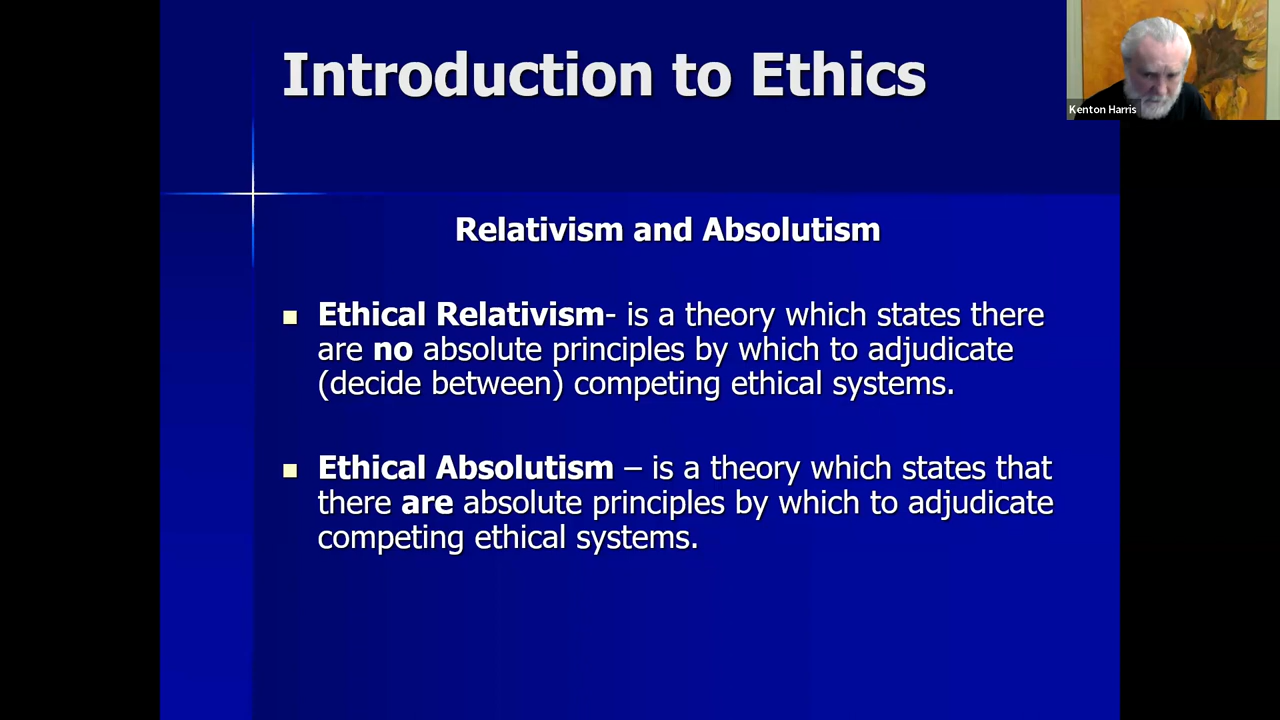 Introduction to Ethics
Kenton Harris
Relativism and Absolutism
Ethical Relativism- is a theory which states there
are no absolute principles by which to adjudicate
(decide between) competing ethical systems.
Ethical Absolutism – is a theory which states that
there are absolute principles by which to adjudicate
competing ethical systems.